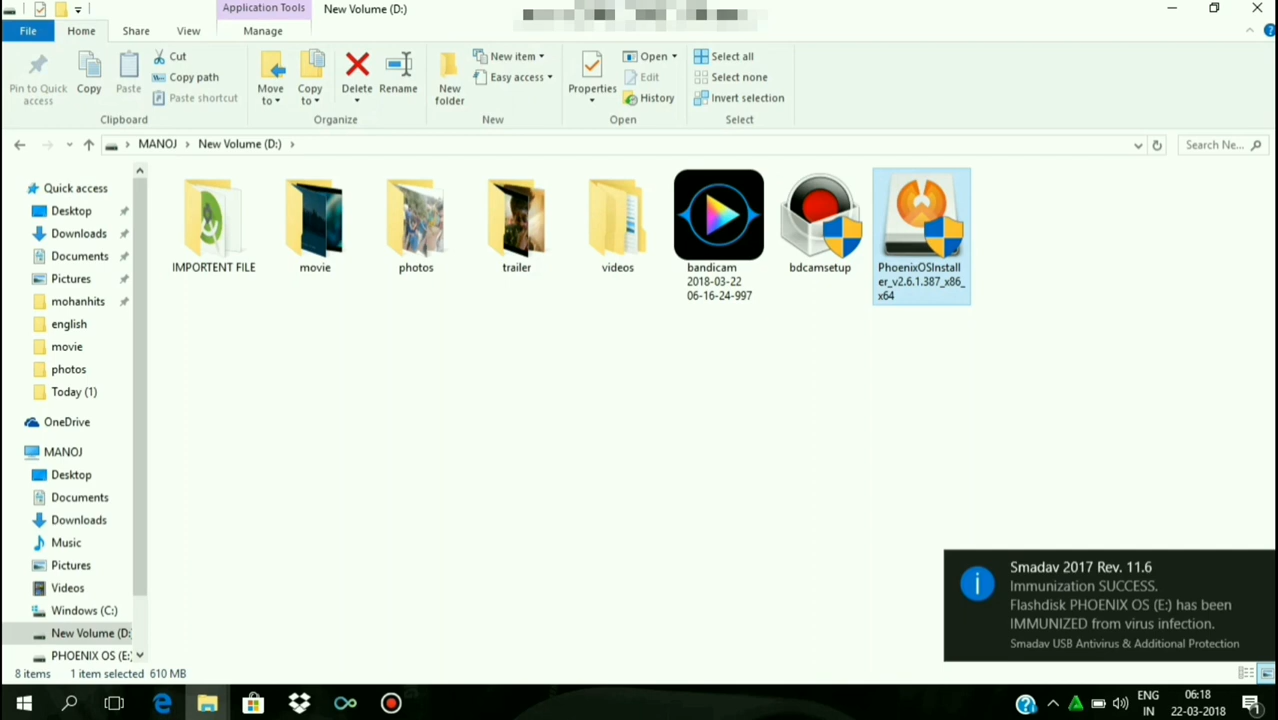 Application Tools
New Volume (D:)
File
Home
Share
View
Manage
Pin to Quick
access
Copy
Paste
Cut
Copy path
Paste shortcut
Clipboard
Move
to
Copy
to
Delete
Rename
Organize
New
folder
New item
Easy access
New
Properties
Open
Edit
History
Open
Select all
Select none
Invert selection
Select
MANOJ
New Volume (D:)
Search Ne...
Quick access
Desktop
Downloads
Documents
Pictures
mohanhits
english
movie
photos
Today (1)
OneDrive
MANOJ
Desktop
Documents
Downloads
Music
Pictures
Videos
Windows (C:)
New Volume (D:
PHOENIX OS (E:)
IMPORTENT FILE
movie
photos
trailer
videos
bandicam
2018-03-22
06-16-24-997
bdcamsetup
PhoenixOSInstall
er_v2.6.1.387_x86_
x64
Smadav 2017 Rev. 11.6
Immunization SUCCESS.
Flashdisk PHOENIX OS (E:) has been
IMMUNIZED from virus infection.
Smadav USB Antivirus & Additional Protection
8 items
1 item selected 610 MB
ENG
IN
06:18
22-03-2018
1